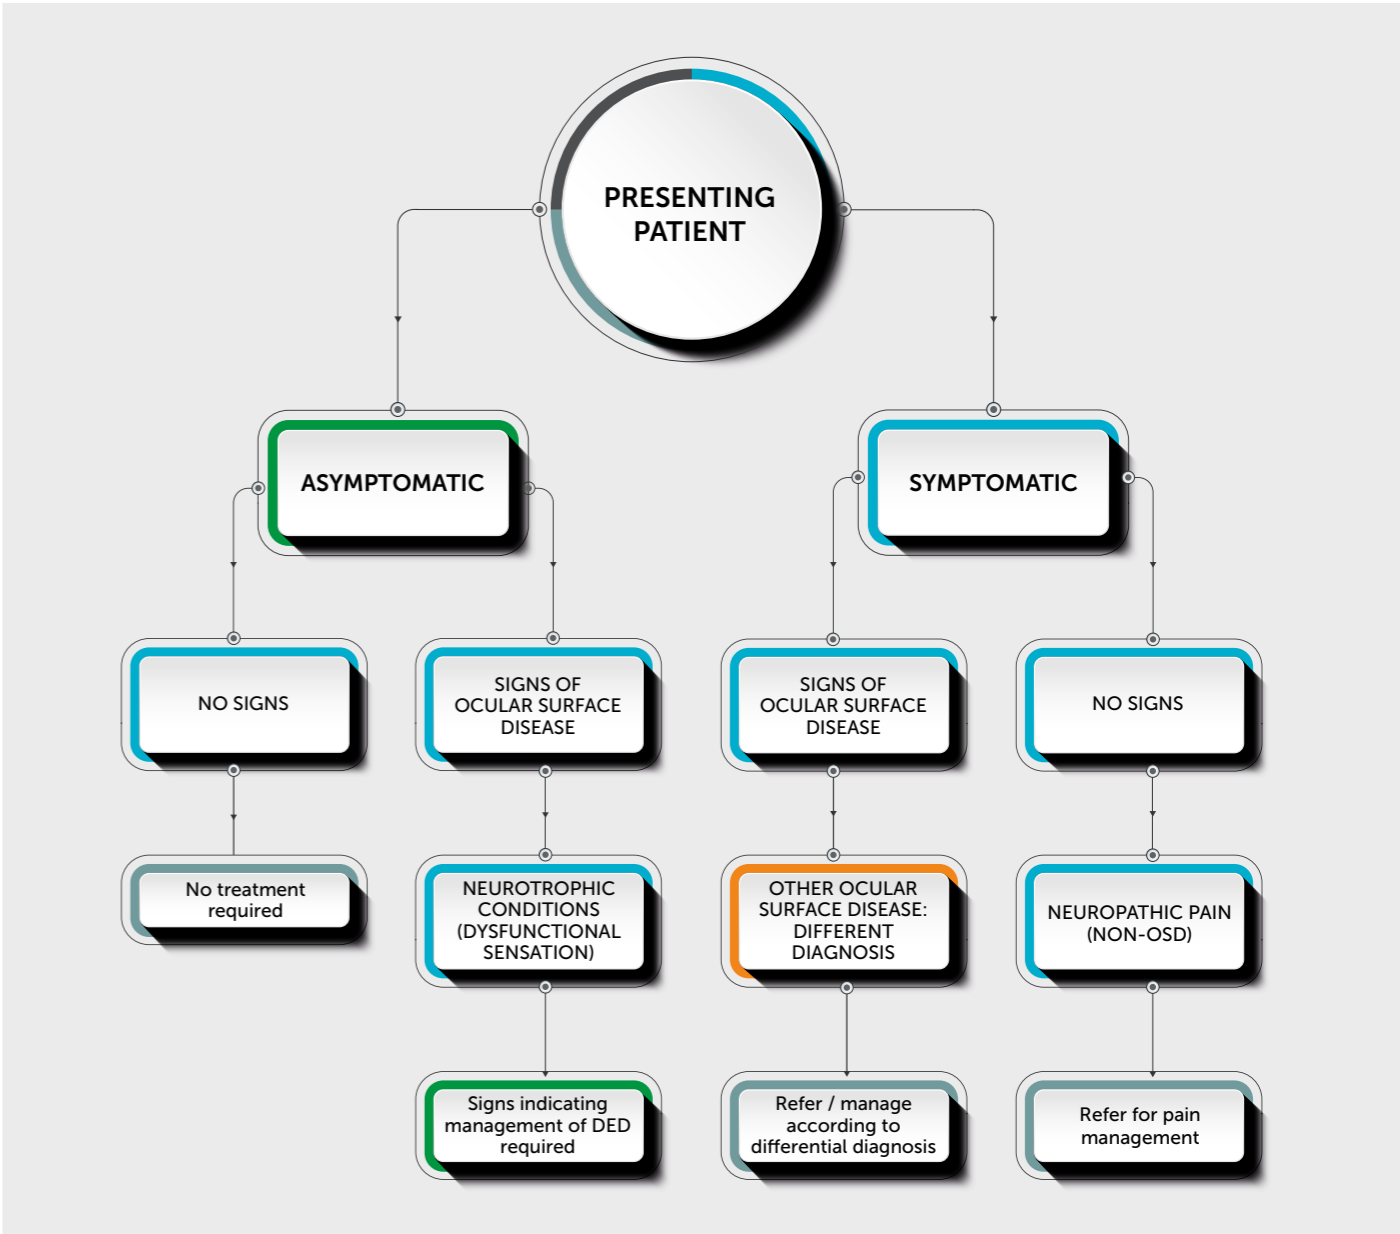 PRESENTING
PATIENT
ASYMPTOMATIC
SYMPTOMATIC
NO SIGNS
SIGNS OF
OCULAR SURFACE
DISEASE
SIGNS OF
OCULAR SURFACE
DISEASE
NO SIGNS
No treatment
required
NEUROTROPHIC
CONDITIONS
(DYSFUNCTIONAL
SENSATION)
OTHER OCULAR
SURFACE DISEASE:
DIFFERENT
DIAGNOSIS
NEUROPATHIC PAIN
(NON-OSD)
Signs indicating
management of DED
required
Refer / manage
according to
differential diagnosis
Refer for pain
management